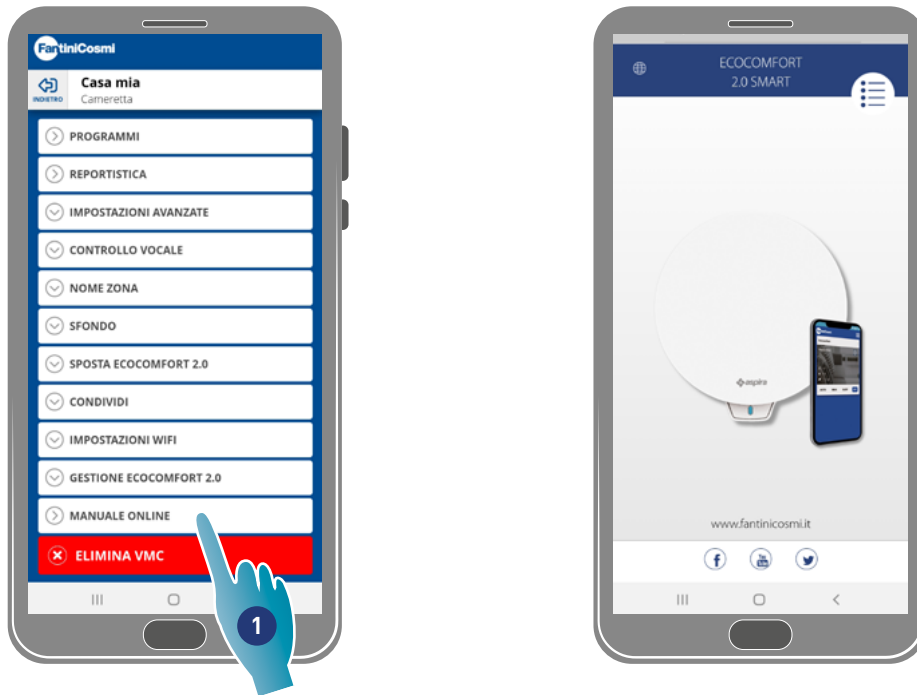 FantiniCosmi
INDIETRO
Casa mia
Cameretta
PROGRAMMI
REPORTISTICA
IMPOSTAZIONI AVANZATE
CONTROLLO VOCALE
NOME ZONA
SFONDO
SPOSTA ECOCOMFORT 2.0
CONDIVIDI
IMPOSTAZIONI WIFI
GESTIONE ECOCOMFORT 2.0
MANUALE ONLINE
ELIMINA VMC
1
ECOCOMFORT
2.0 SMART
aspira
www.fantinicosmi.it